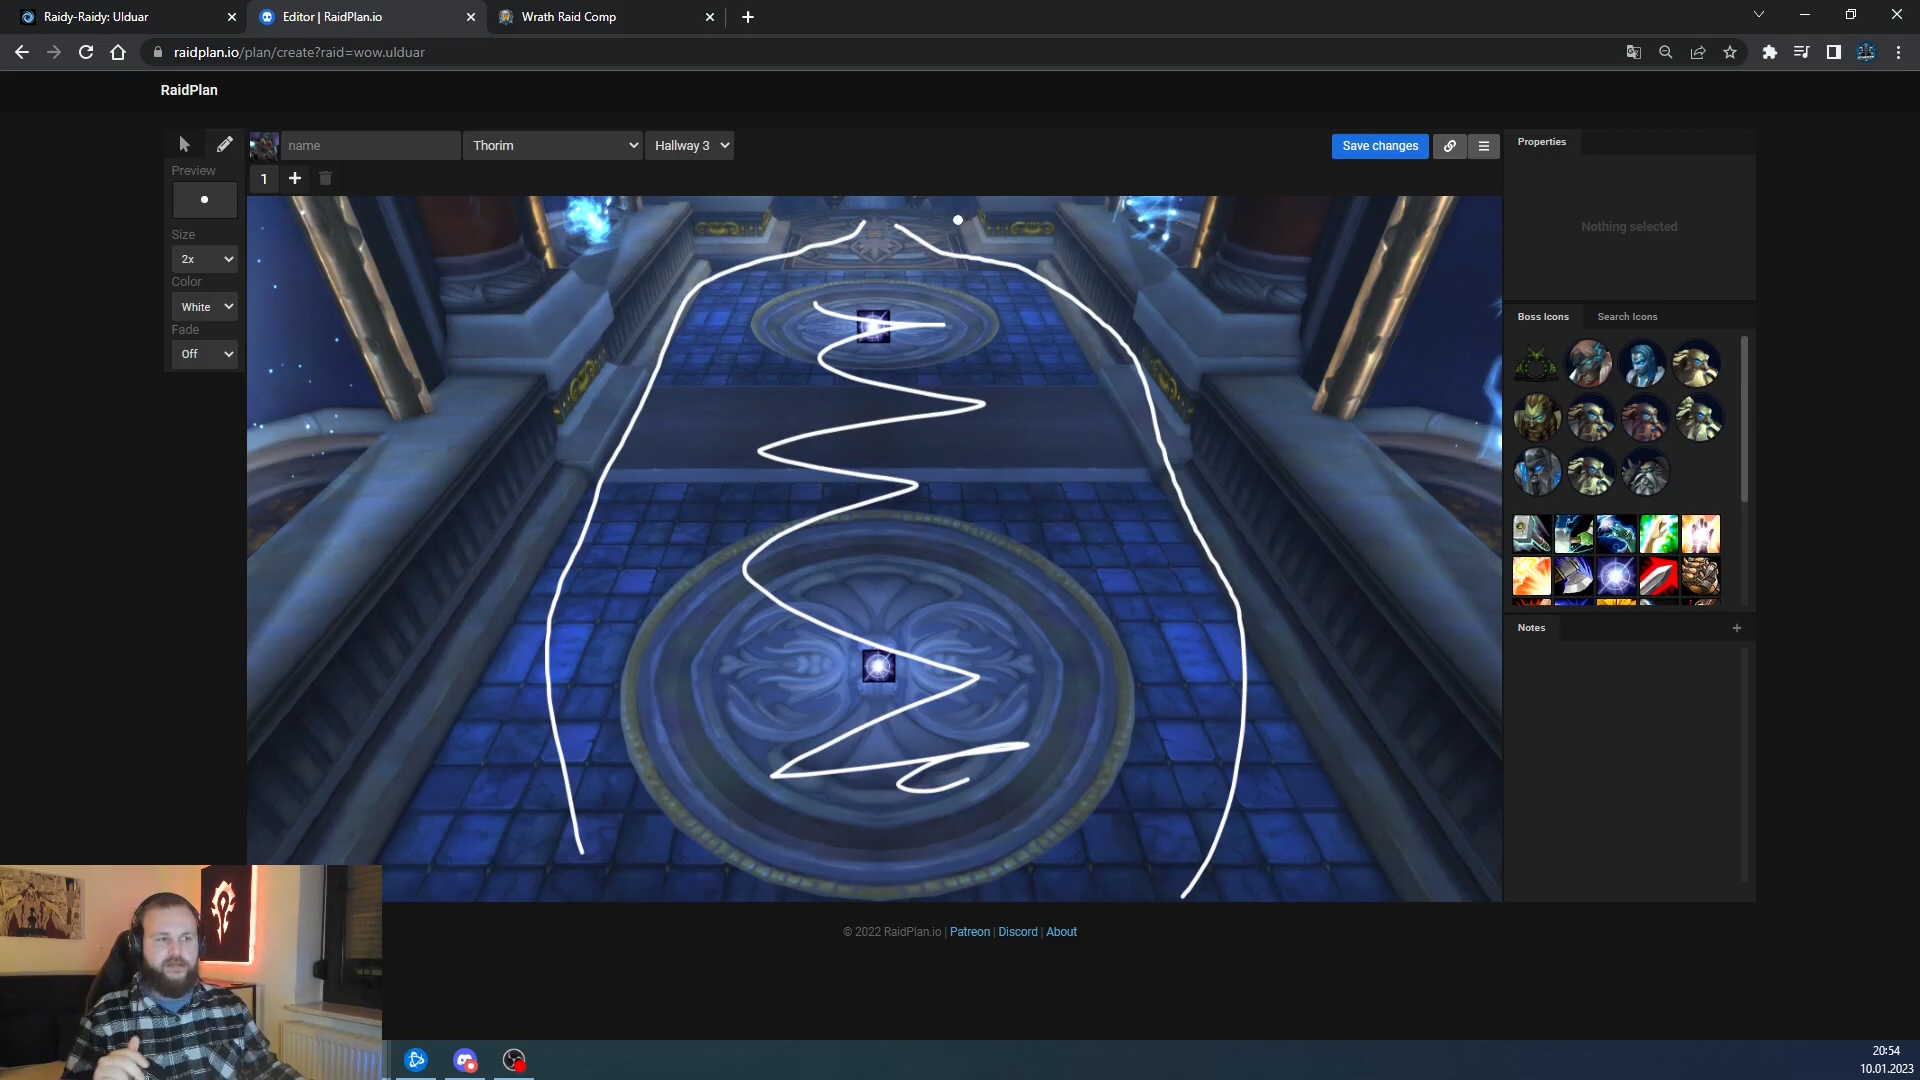 Raidy-Raidy: Ulduar
Editor | RaidPlan.io
Wrath Raid Comp
raidplan.io/plan/create?raid=wow.ulduar
RaidPlan
name
Thorim
Hallway 3
Save changes
Properties
Preview
1
Nothing selected
Size
2x
Color
White
Fade
Off
Boss Icons
Search Icons
Notes
© 2022 RaidPlan.io | Patreon | Discord | About
20:54
10.01.2023